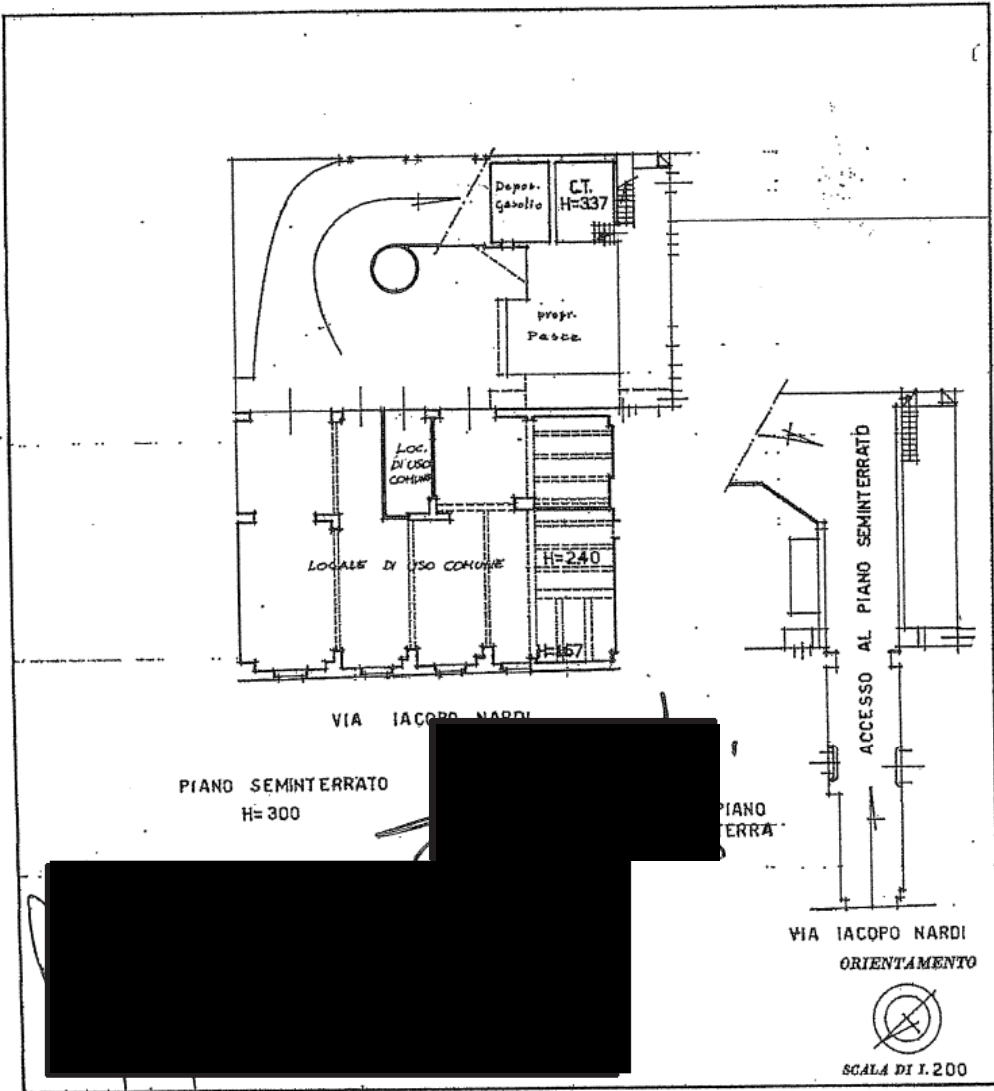 Depos.
gasolio
C.T.
H=337
propr.
LOC.
DI USO
COMUNE
LOCALE DI USO COMUNE
H=240
H=167
VIA IACOPO NARDI
PIANO SEMINTERRATO
H=300
PIANO
TERRA
ACCESSO AL PIANO SEMINTERRATO
VIA IACOPO NARDI
ORIENTAMENTO
SCALA DI 1.200